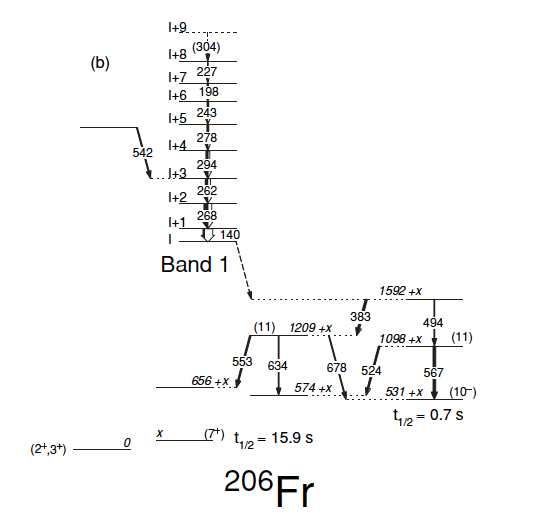 I+9
(304)
I+8
(b)
227
I+7
198
I+6
243
I+5
278
I+4
542
294
I+3
262
I+2
268
I+1
140
I
Band 1
1592 +x
383
494
(11) 1209 +x
1098 +x (11)
553 634 678 524 567
656 +x
574 +x 531 +x (10⁻)
t1/2 = 0.7 s
x (7⁺) t1/2 = 15.9 s
(2⁺,3⁺) 0
²⁰⁶Fr